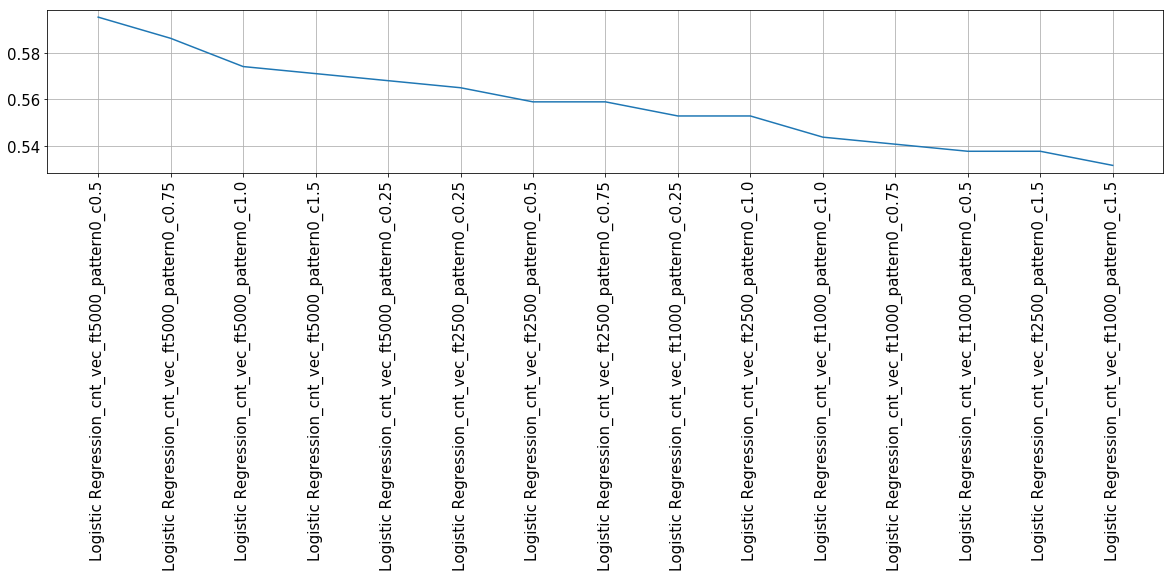 0.58
0.56
0.54
Logistic Regression_cnt_vec_ft5000_pattern0_c0.5
Logistic Regression_cnt_vec_ft5000_pattern0_c0.75
Logistic Regression_cnt_vec_ft5000_pattern0_c1.0
Logistic Regression_cnt_vec_ft5000_pattern0_c1.5
Logistic Regression_cnt_vec_ft5000_pattern0_c0.25
Logistic Regression_cnt_vec_ft2500_pattern0_c0.25
Logistic Regression_cnt_vec_ft2500_pattern0_c0.5
Logistic Regression_cnt_vec_ft2500_pattern0_c0.75
Logistic Regression_cnt_vec_ft1000_pattern0_c0.25
Logistic Regression_cnt_vec_ft2500_pattern0_c1.0
Logistic Regression_cnt_vec_ft1000_pattern0_c1.0
Logistic Regression_cnt_vec_ft1000_pattern0_c0.75
Logistic Regression_cnt_vec_ft1000_pattern0_c0.5
Logistic Regression_cnt_vec_ft2500_pattern0_c1.5
Logistic Regression_cnt_vec_ft1000_pattern0_c1.5